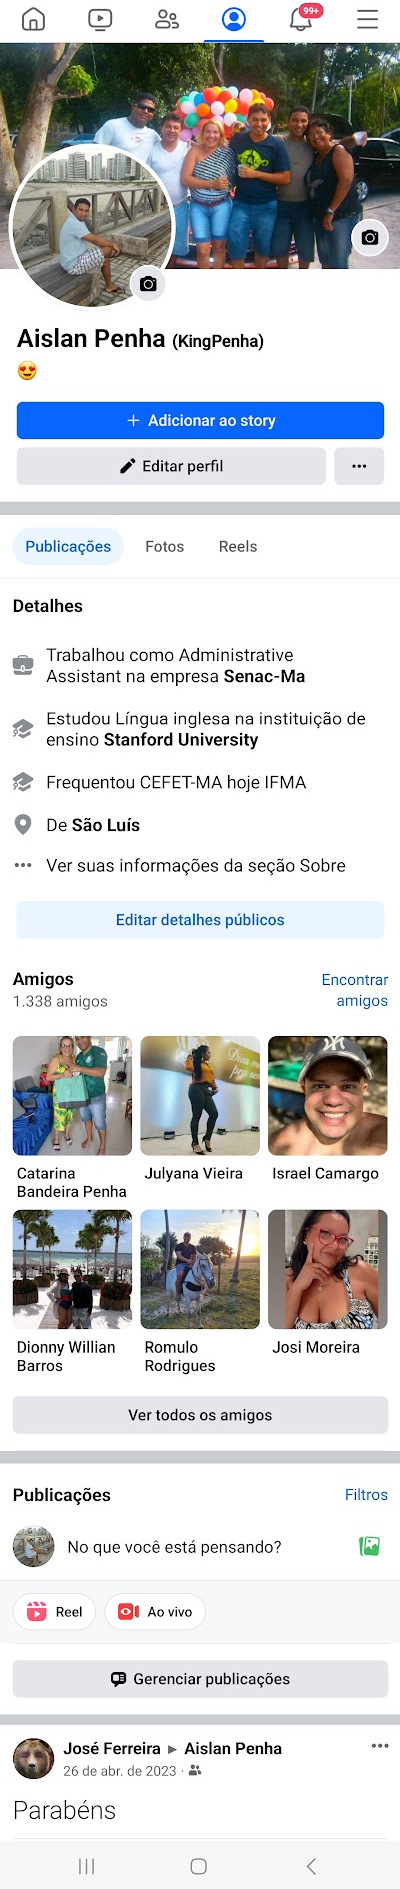 99+
Aislan Penha (KingPenha)
😍
+ Adicionar ao story
Editar perfil
Publicações Fotos Reels
Detalhes
Trabalhou como Administrative
Assistant na empresa Senac-Ma
Estudou Língua inglesa na instituição de
ensino Stanford University
Frequentou CEFET-MA hoje IFMA
De São Luís
Ver suas informações da seção Sobre
Editar detalhes públicos
Amigos
1.338 amigos
Encontrar
amigos
Catarina
Bandeira Penha
Julyana Vieira
Israel Camargo
Dionny Willian
Barros
Romulo
Rodrigues
Josi Moreira
Ver todos os amigos
Publicações
Filtros
No que você está pensando?
Reel
Ao vivo
Gerenciar publicações
José Ferreira ▸ Aislan Penha
26 de abr. de 2023 ·
Parabéns